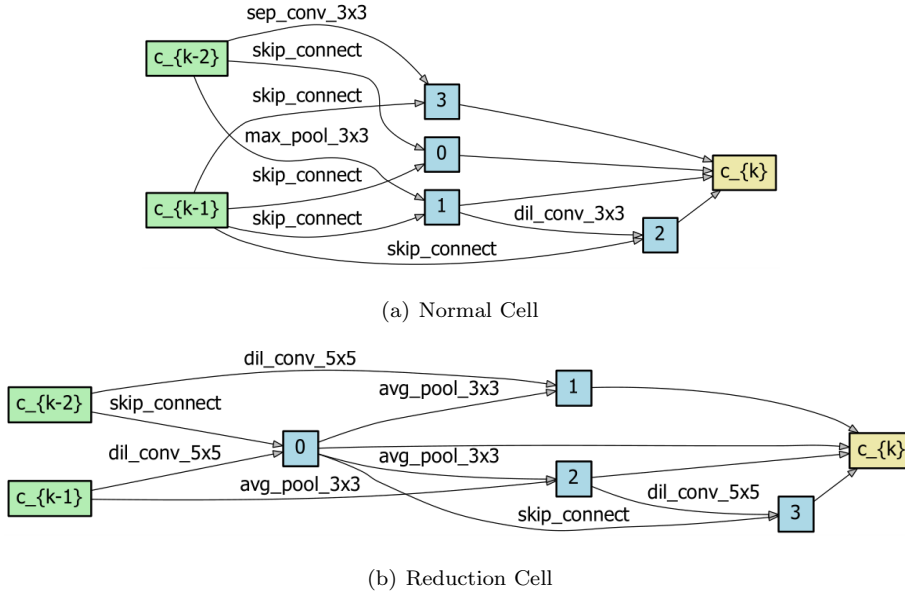 sep_conv_3x3
c_{k-2}
skip_connect
skip_connect
3
max_pool_3x3
0
c_{k}
skip_connect
c_{k-1}
1
skip_connect
dil_conv_3x3
2
skip_connect
(a) Normal Cell
dil_conv_5x5
c_{k-2}
skip_connect
avg_pool_3x3
1
dil_conv_5x5
0
avg_pool_3x3
c_{k}
c_{k-1}
avg_pool_3x3
2
dil_conv_5x5
skip_connect
3
(b) Reduction Cell